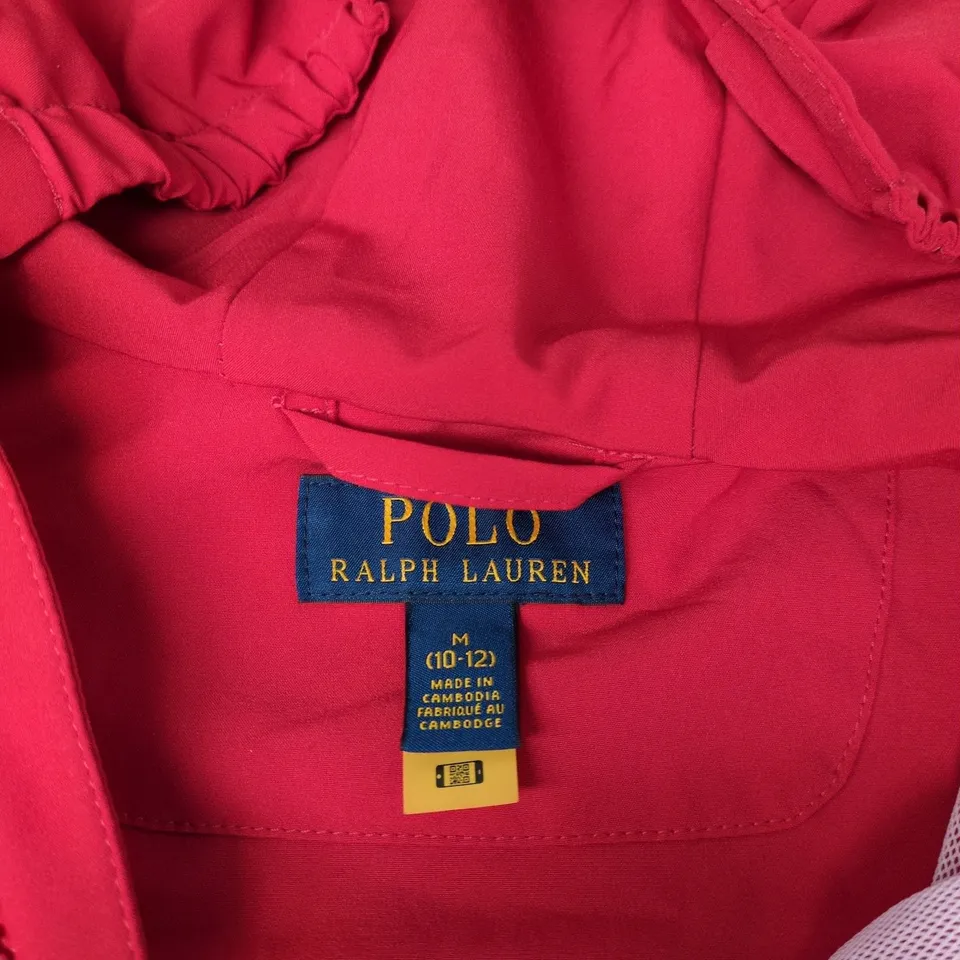 POLO
RALPH LAUREN
M
(10-12)
MADE IN
CAMBODIA
FABRIQUÉ AU
CAMBODGE